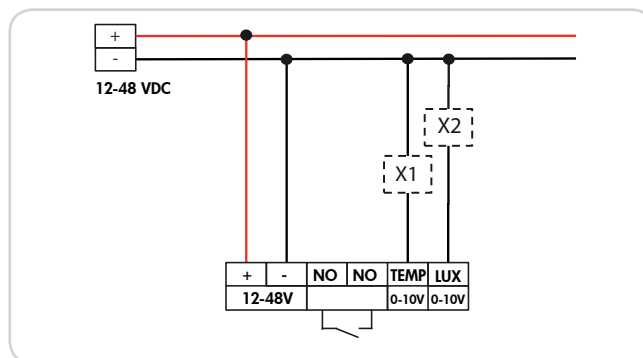 +
-
12-48 VDC
X2
X1
+ - NO NO TEMP LUX
12-48V 0-10V 0-10V